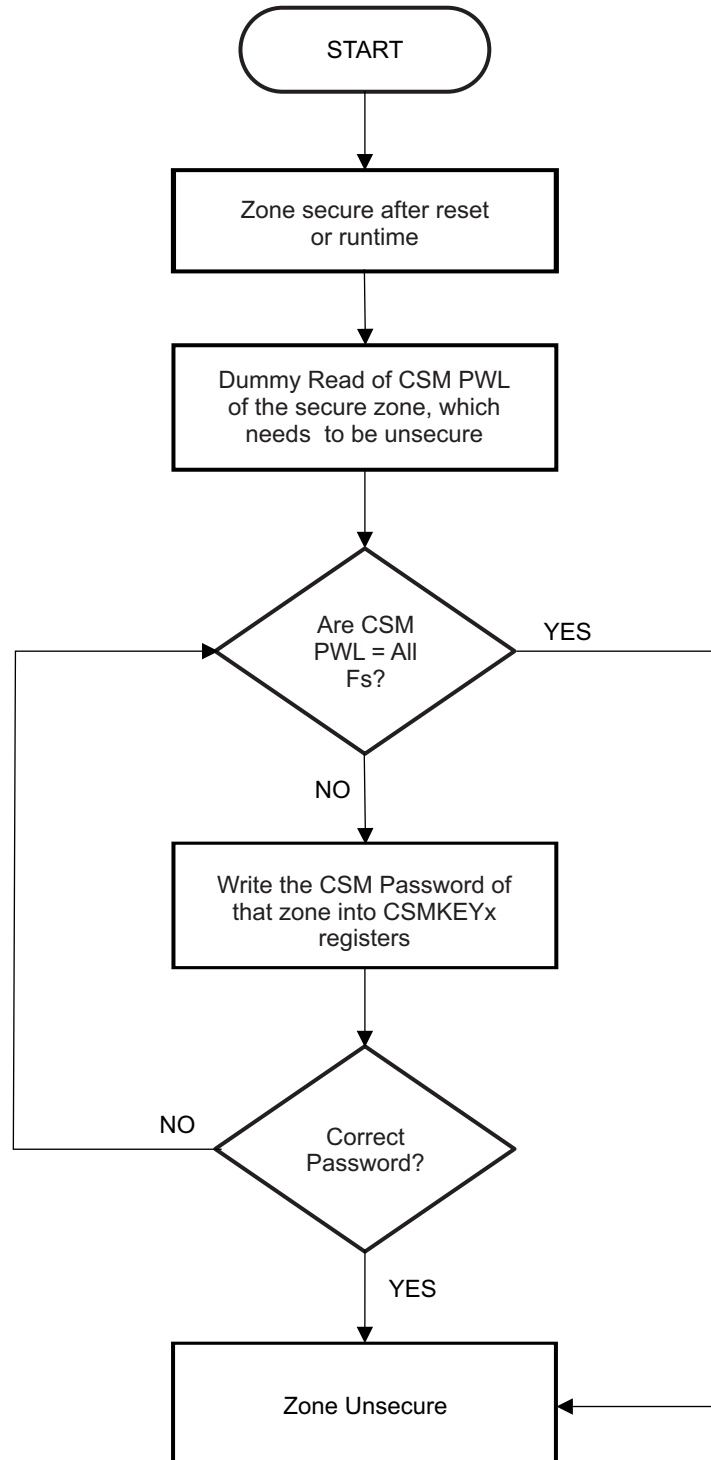 START
Zone secure after reset
or runtime
Dummy Read of CSM PWL
of the secure zone, which
needs to be unsecure
Are CSM
PWL = All
Fs?
YES
NO
Write the CSM Password of
that zone into CSMKEYx
registers
Correct
Password?
NO
YES
Zone Unsecure